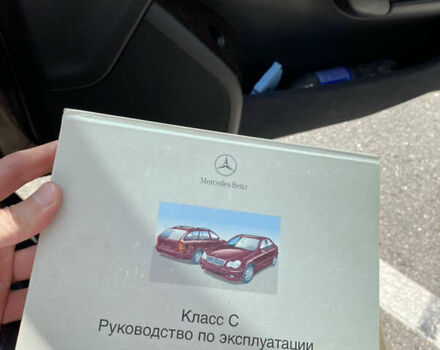 Mercedes-Benz
Класс С
Руководство по эксплуатации